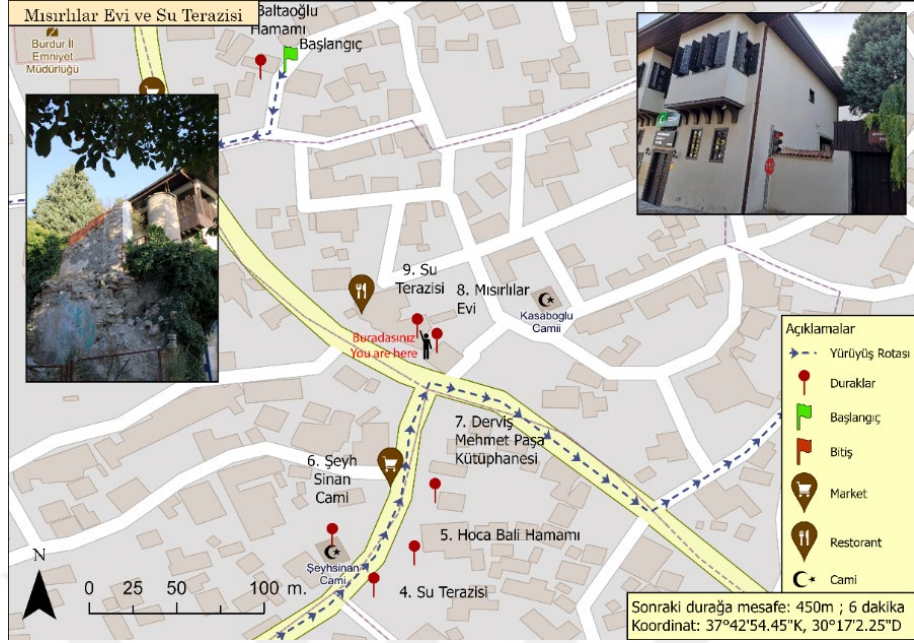 Mısırlılar Evi ve Su Terazisi
Baltaoğlu
Hamamı
Başlangıç
Burdur İl
Emniyet
Müdürlüğü
9. Su
Terazisi
8. Mısırlılar
Evi
Kasaboglu
Camii
Buradasınız
You are here
7. Derviş
Mehmet Paşa
Kütüphanesi
6. Şeyh
Sinan
Cami
5. Hoca Bali Hamamı
Şeyhsinan
Cami
4. Su Terazisi
N
0 25 50 100 m.
Açıklamalar
Yürüyüş Rotası
Duraklar
Başlangıç
Bitiş
Market
Restorant
Cami
Sonraki durağa mesafe: 450m ; 6 dakika
Koordinat: 37°42'54.45"K, 30°17'2.25"D